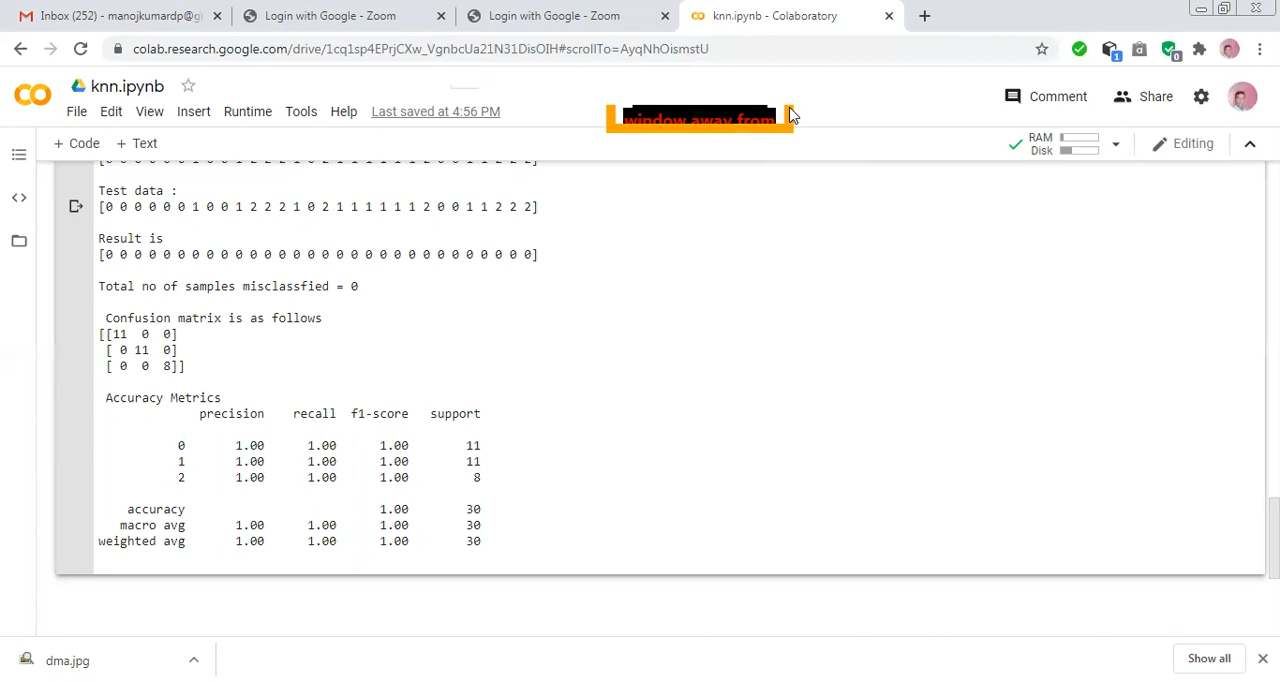 Inbox (252) - manojkumardp@gi
Login with Google - Zoom
Login with Google - Zoom
knn.ipynb - Colaboratory
colab.research.google.com/drive/1cq1sp4EPrjCXw_VgnbcUa21N31DisOIH#scrollTo=AyqNhOismstU
knn.ipynb
File Edit View Insert Runtime Tools Help Last saved at 4:56 PM
window away from
Comment Share
+ Code + Text
RAM
Disk
Editing
Test data :
[0 0 0 0 0 0 1 0 0 1 2 2 2 1 0 2 1 1 1 1 1 1 2 0 0 1 1 2 2 2]
Result is
[0 0 0 0 0 0 0 0 0 0 0 0 0 0 0 0 0 0 0 0 0 0 0 0 0 0 0 0 0 0]
Total no of samples misclassfied = 0
Confusion matrix is as follows
[[11 0 0]
[ 0 11 0]
[ 0 0 8]]
Accuracy Metrics
precision recall f1-score support
0 1.00 1.00 1.00 11
1 1.00 1.00 1.00 11
2 1.00 1.00 1.00 8
accuracy 1.00 30
macro avg 1.00 1.00 1.00 30
weighted avg 1.00 1.00 1.00 30
dma.jpg
Show all